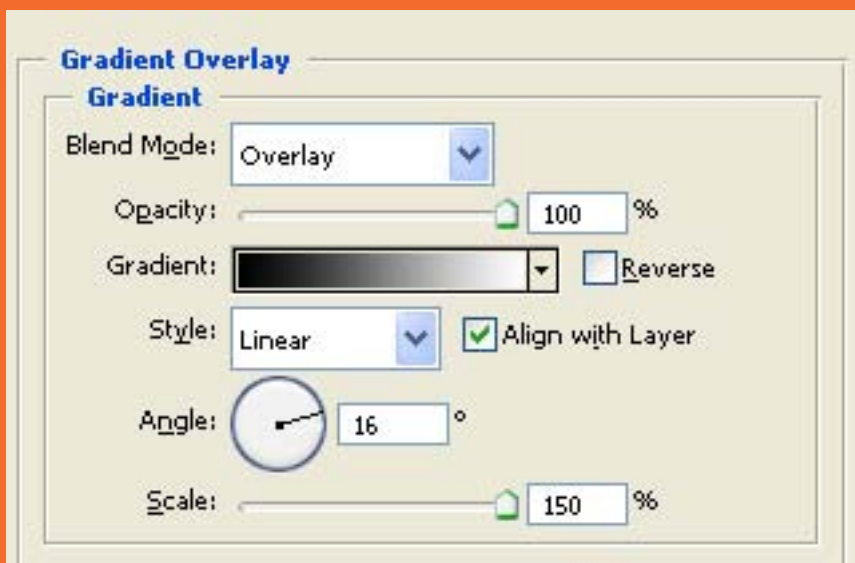 Gradient Overlay
Gradient
Blend Mode: Overlay
Opacity: 100 %
Gradient: Reverse
Style: Linear Align with Layer
Angle: 16 °
Scale: 150 %